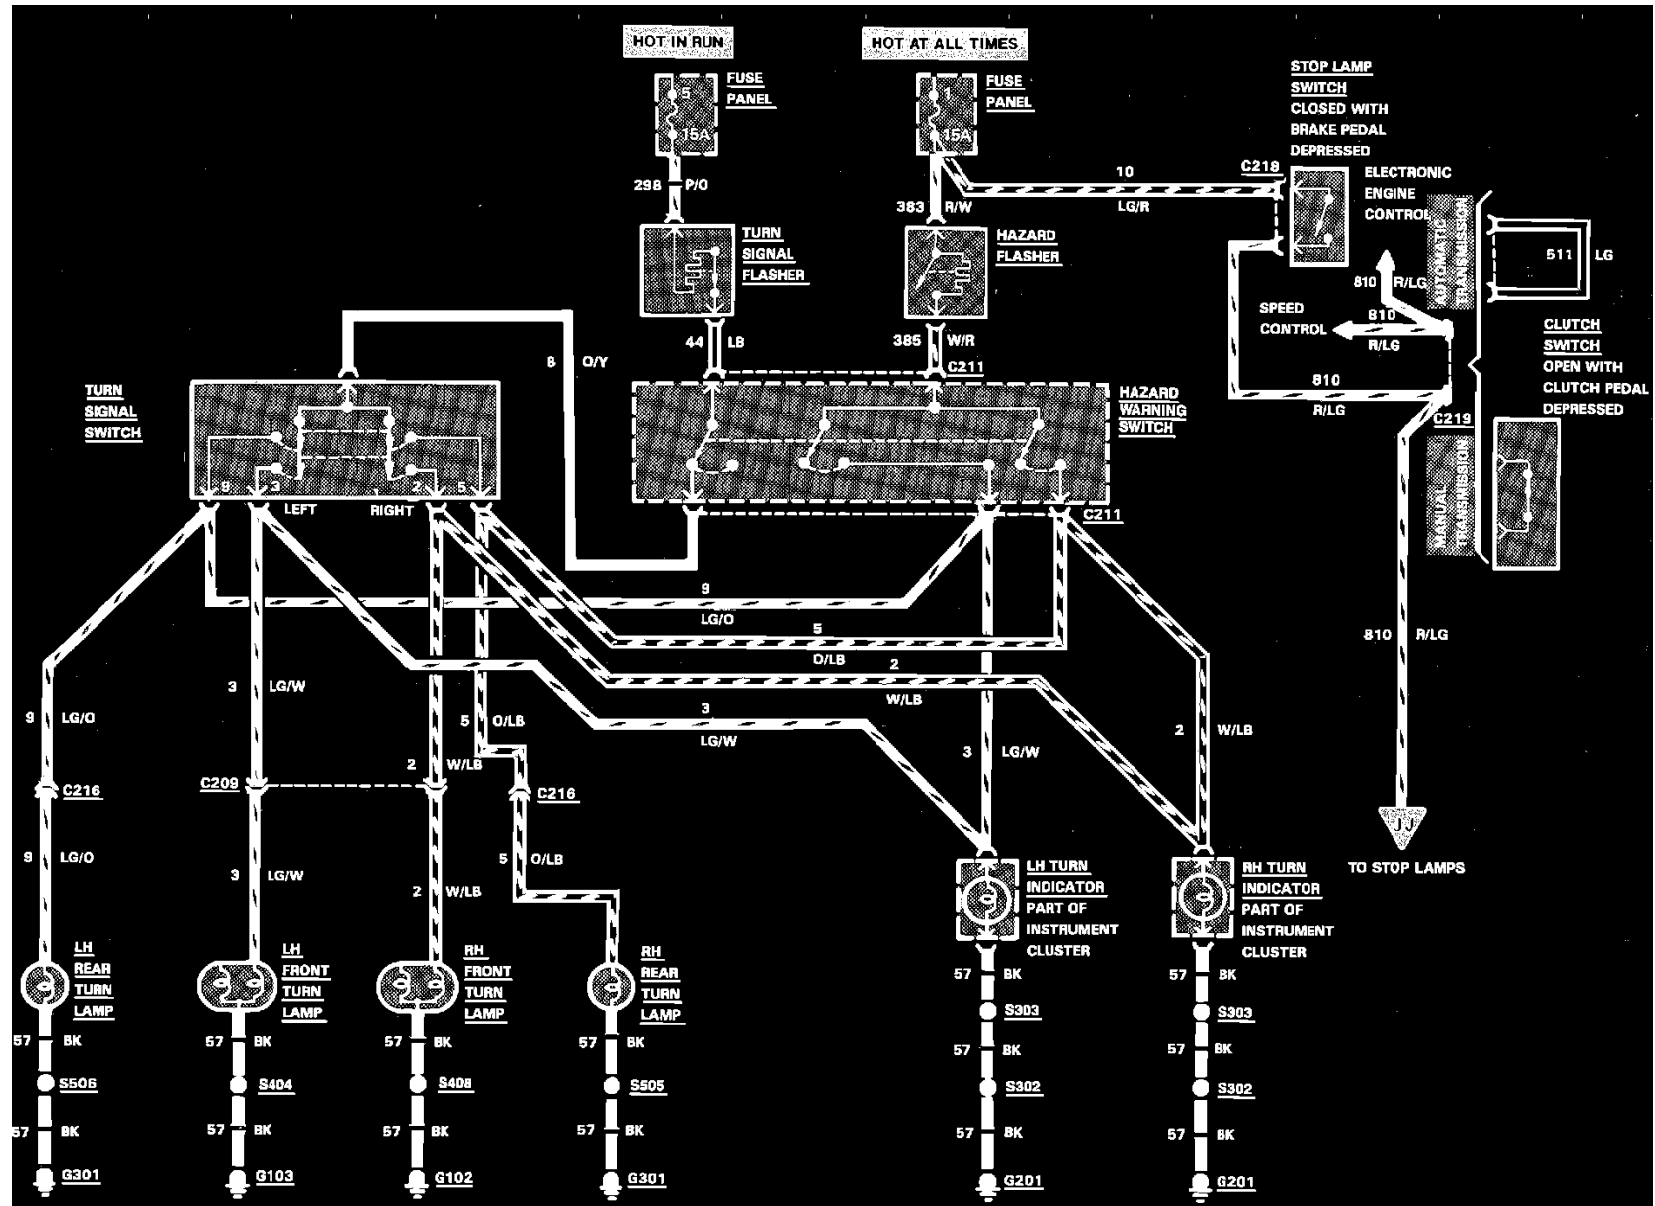 HOT IN RUN
HOT AT ALL TIMES
FUSE
PANEL
5
15A
FUSE
PANEL
1
15A
STOP LAMP
SWITCH
CLOSED WITH
BRAKE PEDAL
DEPRESSED
C218
10
LG/R
298
P/O
383
R/W
ELECTRONIC
ENGINE
CONTROL
AUTOMATIC
TRANSMISSION
511
LG
TURN
SIGNAL
FLASHER
HAZARD
FLASHER
810
R/LG
SPEED
CONTROL
810
R/LG
CLUTCH
SWITCH
OPEN WITH
CLUTCH PEDAL
DEPRESSED
44
LB
385
W/R
C211
8
O/Y
810
R/LG
C219
TURN
SIGNAL
SWITCH
HAZARD
WARNING
SWITCH
MANUAL
TRANSMISSION
9
3
2
5
LEFT
RIGHT
C211
9
LG/O
5
O/LB
2
W/LB
3
LG/W
810
R/LG
9
LG/O
3
LG/W
5
O/LB
2
W/LB
3
LG/W
2
W/LB
C216
C209
C216
JJ
TO STOP LAMPS
9
LG/O
3
LG/W
2
W/LB
5
O/LB
LH TURN
INDICATOR
PART OF
INSTRUMENT
CLUSTER
RH TURN
INDICATOR
PART OF
INSTRUMENT
CLUSTER
LH
REAR
TURN
LAMP
LH
FRONT
TURN
LAMP
RH
FRONT
TURN
LAMP
RH
REAR
TURN
LAMP
57
BK
57
BK
S303
S303
57
BK
57
BK
57
BK
57
BK
57
BK
57
BK
S506
S404
S408
S505
S302
S302
57
BK
57
BK
57
BK
57
BK
57
BK
57
BK
G301
G103
G102
G301
G201
G201